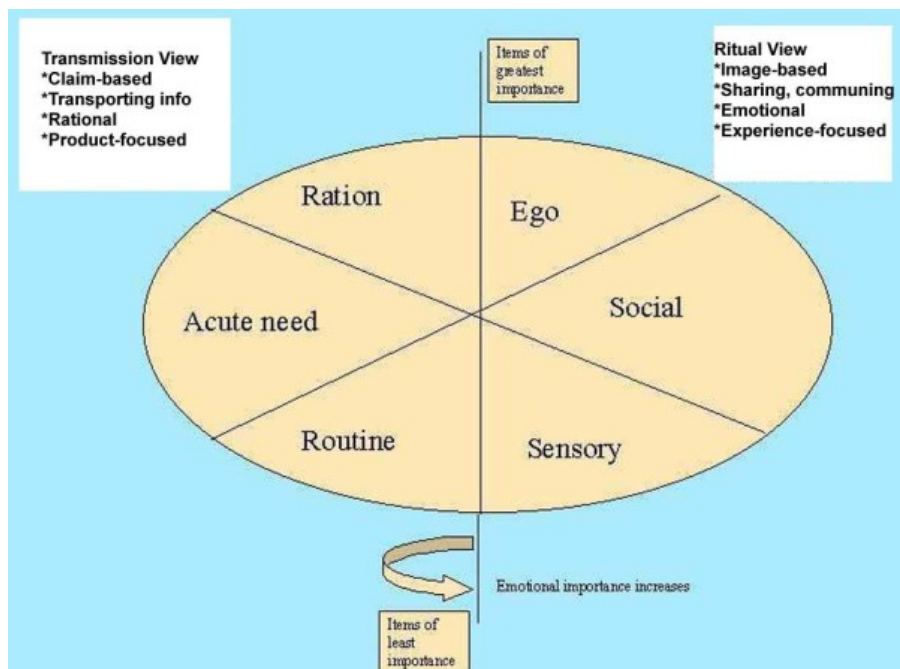 Transmission View
*Claim-based
*Transporting info
*Rational
*Product-focused
Items of
greatest
importance
Ritual View
*Image-based
*Sharing, communing
*Emotional
*Experience-focused
Ration
Ego
Acute need
Social
Routine
Sensory
Emotional importance increases
Items of
least
importance